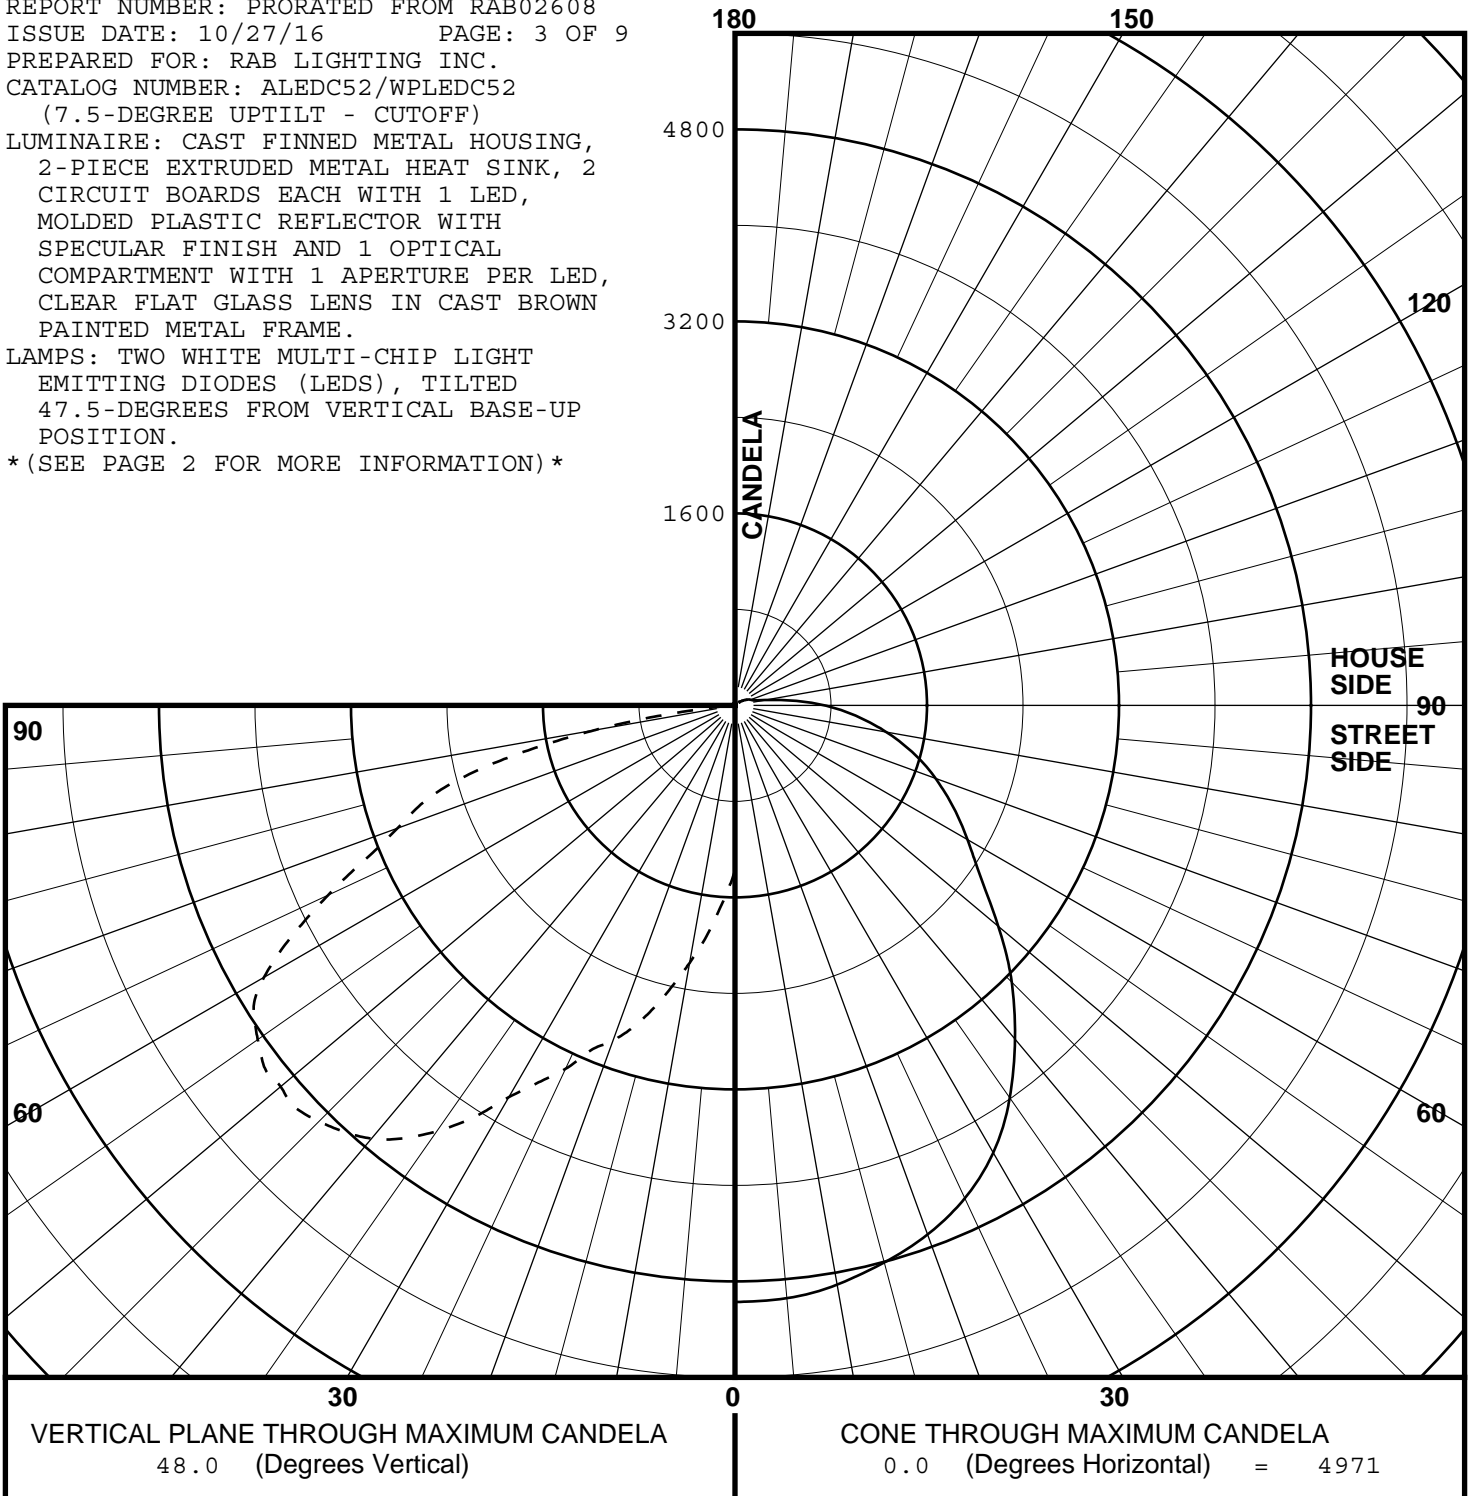 REPORT NUMBER: PRORATED FROM RAB02608
ISSUE DATE: 10/27/16 PAGE: 3 OF 9
PREPARED FOR: RAB LIGHTING INC.
CATALOG NUMBER: ALEDC52/WPLEDC52
(7.5-DEGREE UPTILT - CUTOFF)
LUMINAIRE: CAST FINNED METAL HOUSING,
2-PIECE EXTRUDED METAL HEAT SINK, 2
CIRCUIT BOARDS EACH WITH 1 LED,
MOLDED PLASTIC REFLECTOR WITH
SPECULAR FINISH AND 1 OPTICAL
COMPARTMENT WITH 1 APERTURE PER LED,
CLEAR FLAT GLASS LENS IN CAST BROWN
PAINTED METAL FRAME.
LAMPS: TWO WHITE MULTI-CHIP LIGHT
EMITTING DIODES (LEDS), TILTED
47.5-DEGREES FROM VERTICAL BASE-UP
POSITION.
*(SEE PAGE 2 FOR MORE INFORMATION)*
180
150
4800
120
3200
CANDELA
1600
HOUSE
SIDE
90
90
STREET
SIDE
60
60
30
0
30
VERTICAL PLANE THROUGH MAXIMUM CANDELA
48.0 (Degrees Vertical)
CONE THROUGH MAXIMUM CANDELA
0.0 (Degrees Horizontal) = 4971